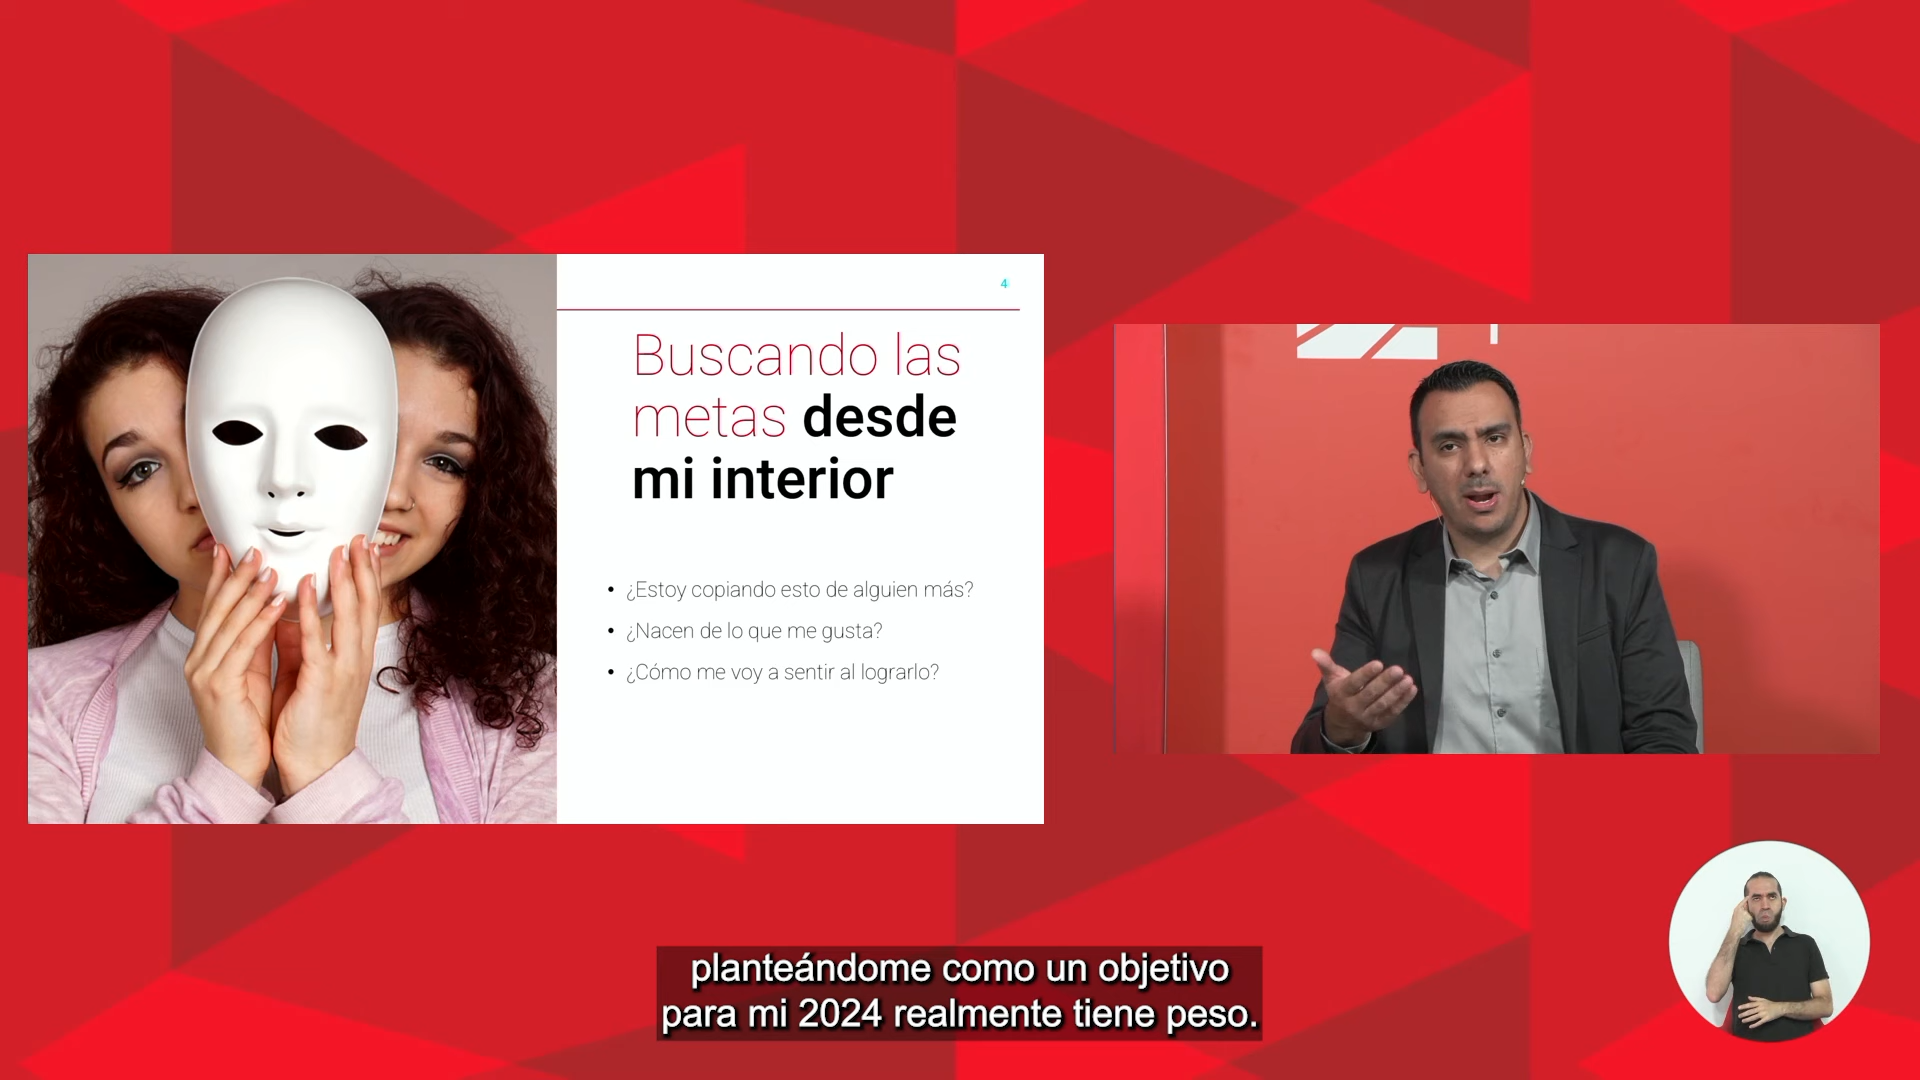 4
Buscando las
metas desde
mi interior
• ¿Estoy copiando esto de alguien más?
• ¿Nacen de lo que me gusta?
• ¿Cómo me voy a sentir al lograrlo?
planteándome como un objetivo
para mi 2024 realmente tiene peso.